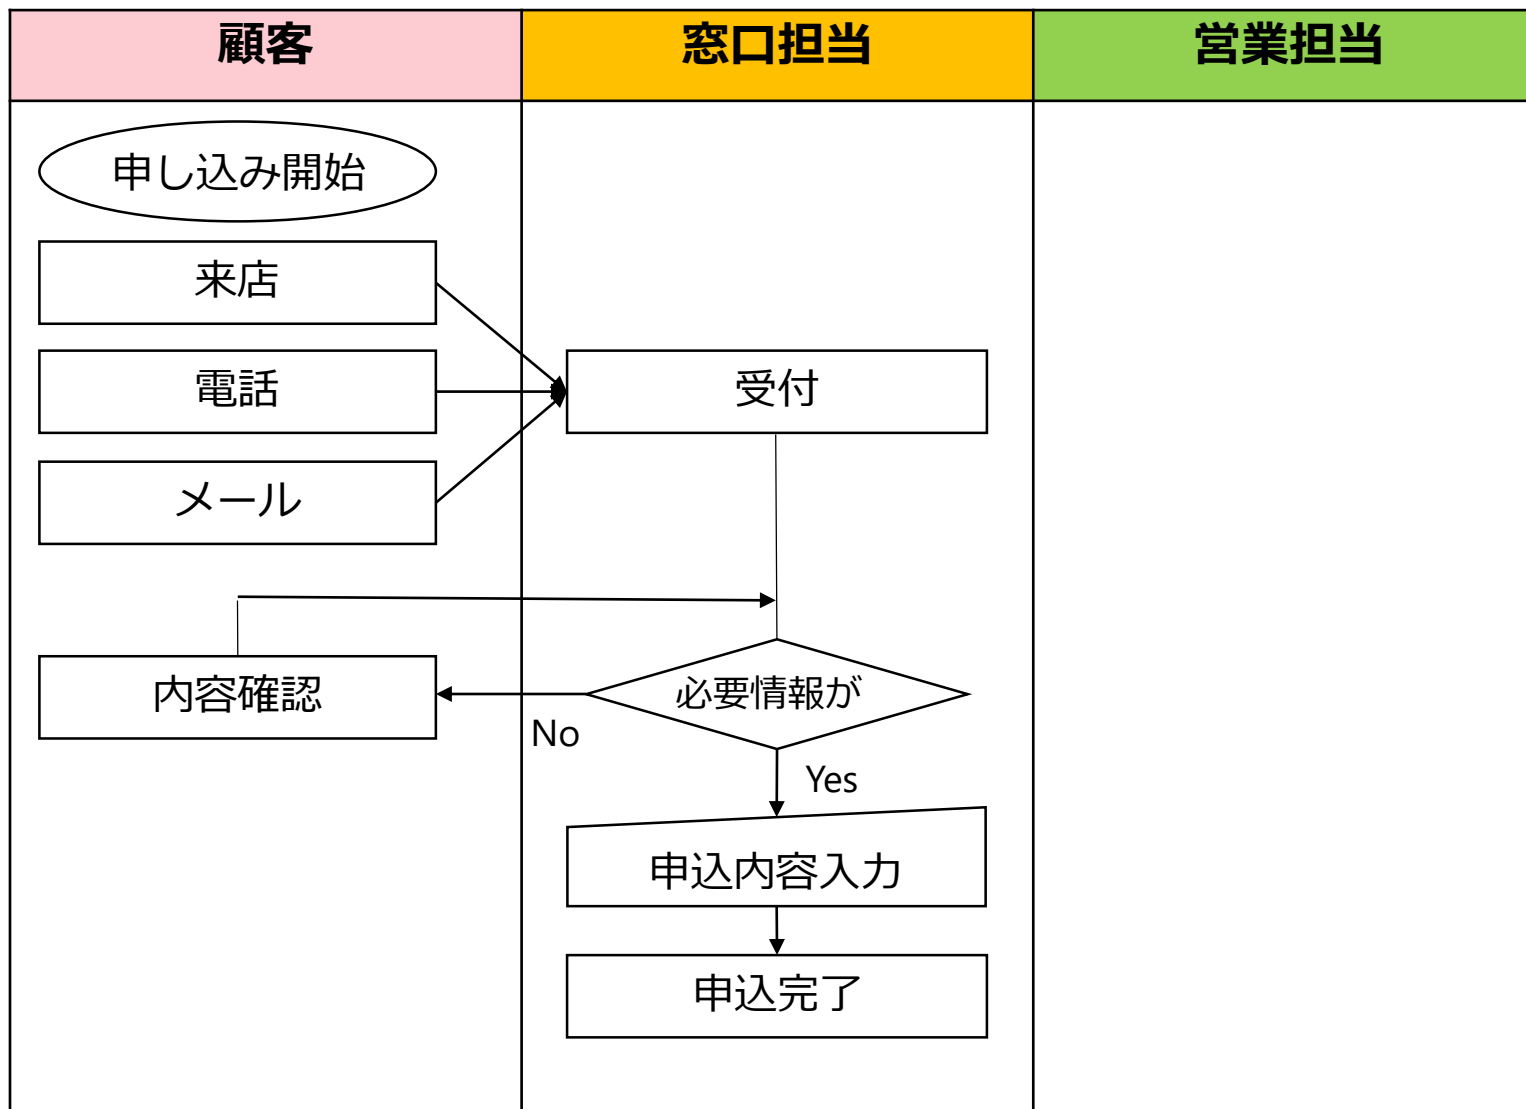 顧客
窓口担当
営業担当
申し込み開始
来店
電話
受付
メール
内容確認
必要情報が
No
Yes
申込内容入力
申込完了